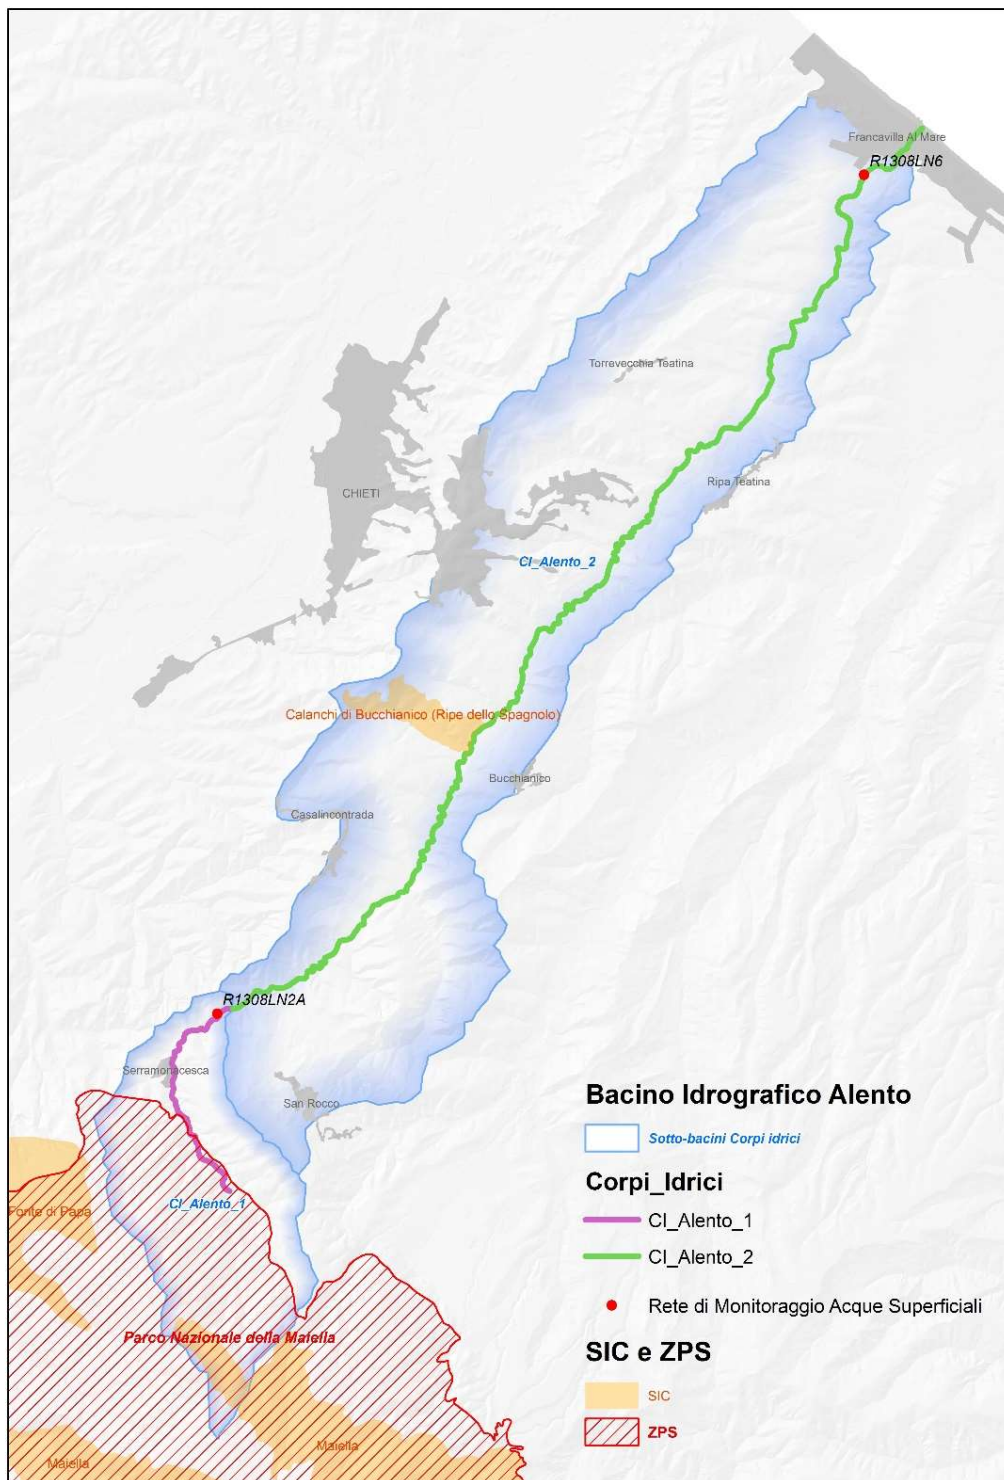 Francavilla Al Mare
R1308LN6
Torrevecchia Teatina
CHIETI
Ripa Teatina
CI_Alento_2
Calanchi di Bucchianico (Ripe dello Spagnolo)
Bucchianico
Casalincontrada
R1308LN2A
Serramonacesca
San Rocco
CI_Alento_1
Fonte di Papa
Parco Nazionale della Maiella
Maiella
Maiella
Bacino Idrografico Alento
Sotto-bacini Corpi idrici
Corpi_Idrici
CI_Alento_1
CI_Alento_2
Rete di Monitoraggio Acque Superficiali
SIC e ZPS
SIC
ZPS